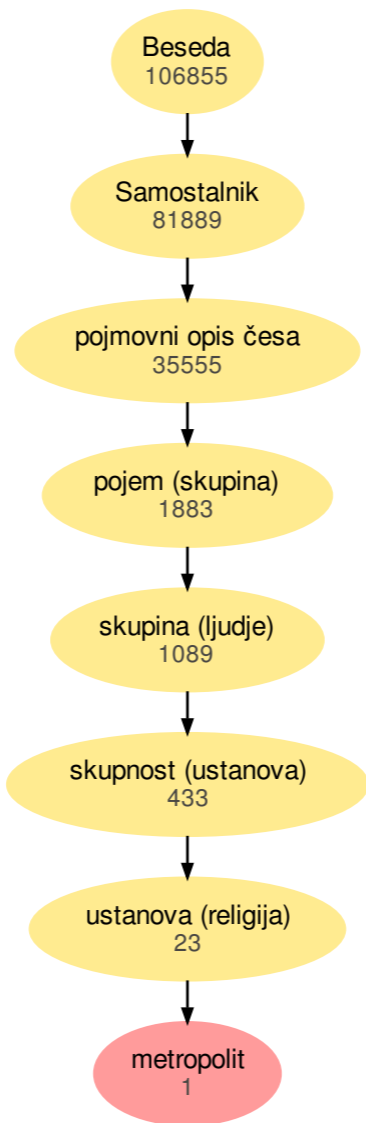 Beseda
106855
Samostalnik
81889
pojmovni opis česa
35555
pojem (skupina)
1883
skupina (ljudje)
1089
skupnost (ustanova)
433
ustanova (religija)
23
metropolit
1